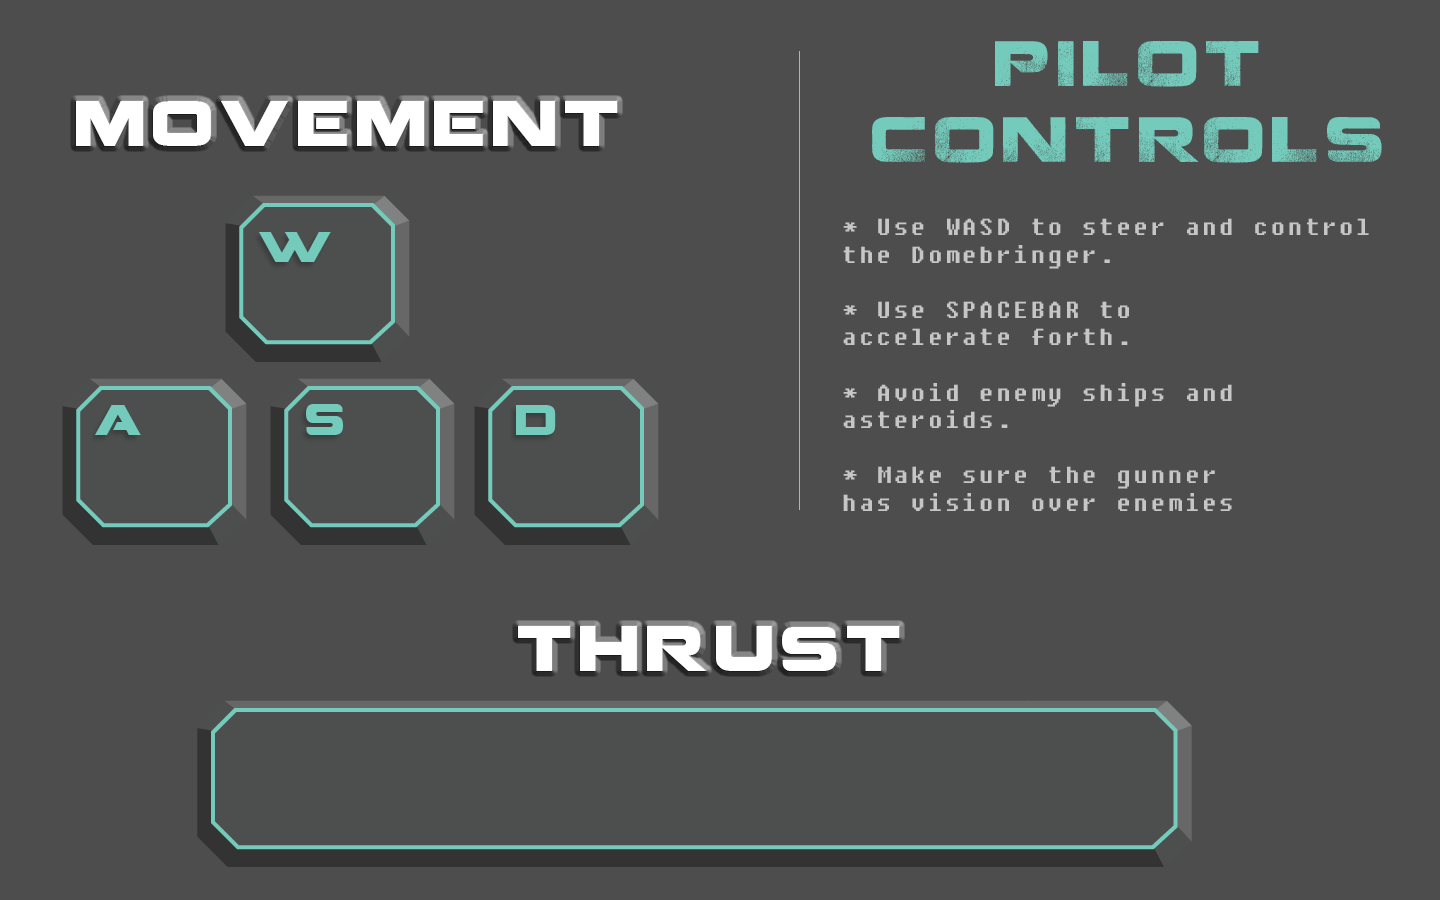 MOVEMENT
W
A S D
PILOT
CONTROLS
* Use WASD to steer and control
the Domebringer.
* Use SPACEBAR to
accelerate forth.
* Avoid enemy ships and
asteroids.
* Make sure the gunner
has vision over enemies
THRUST